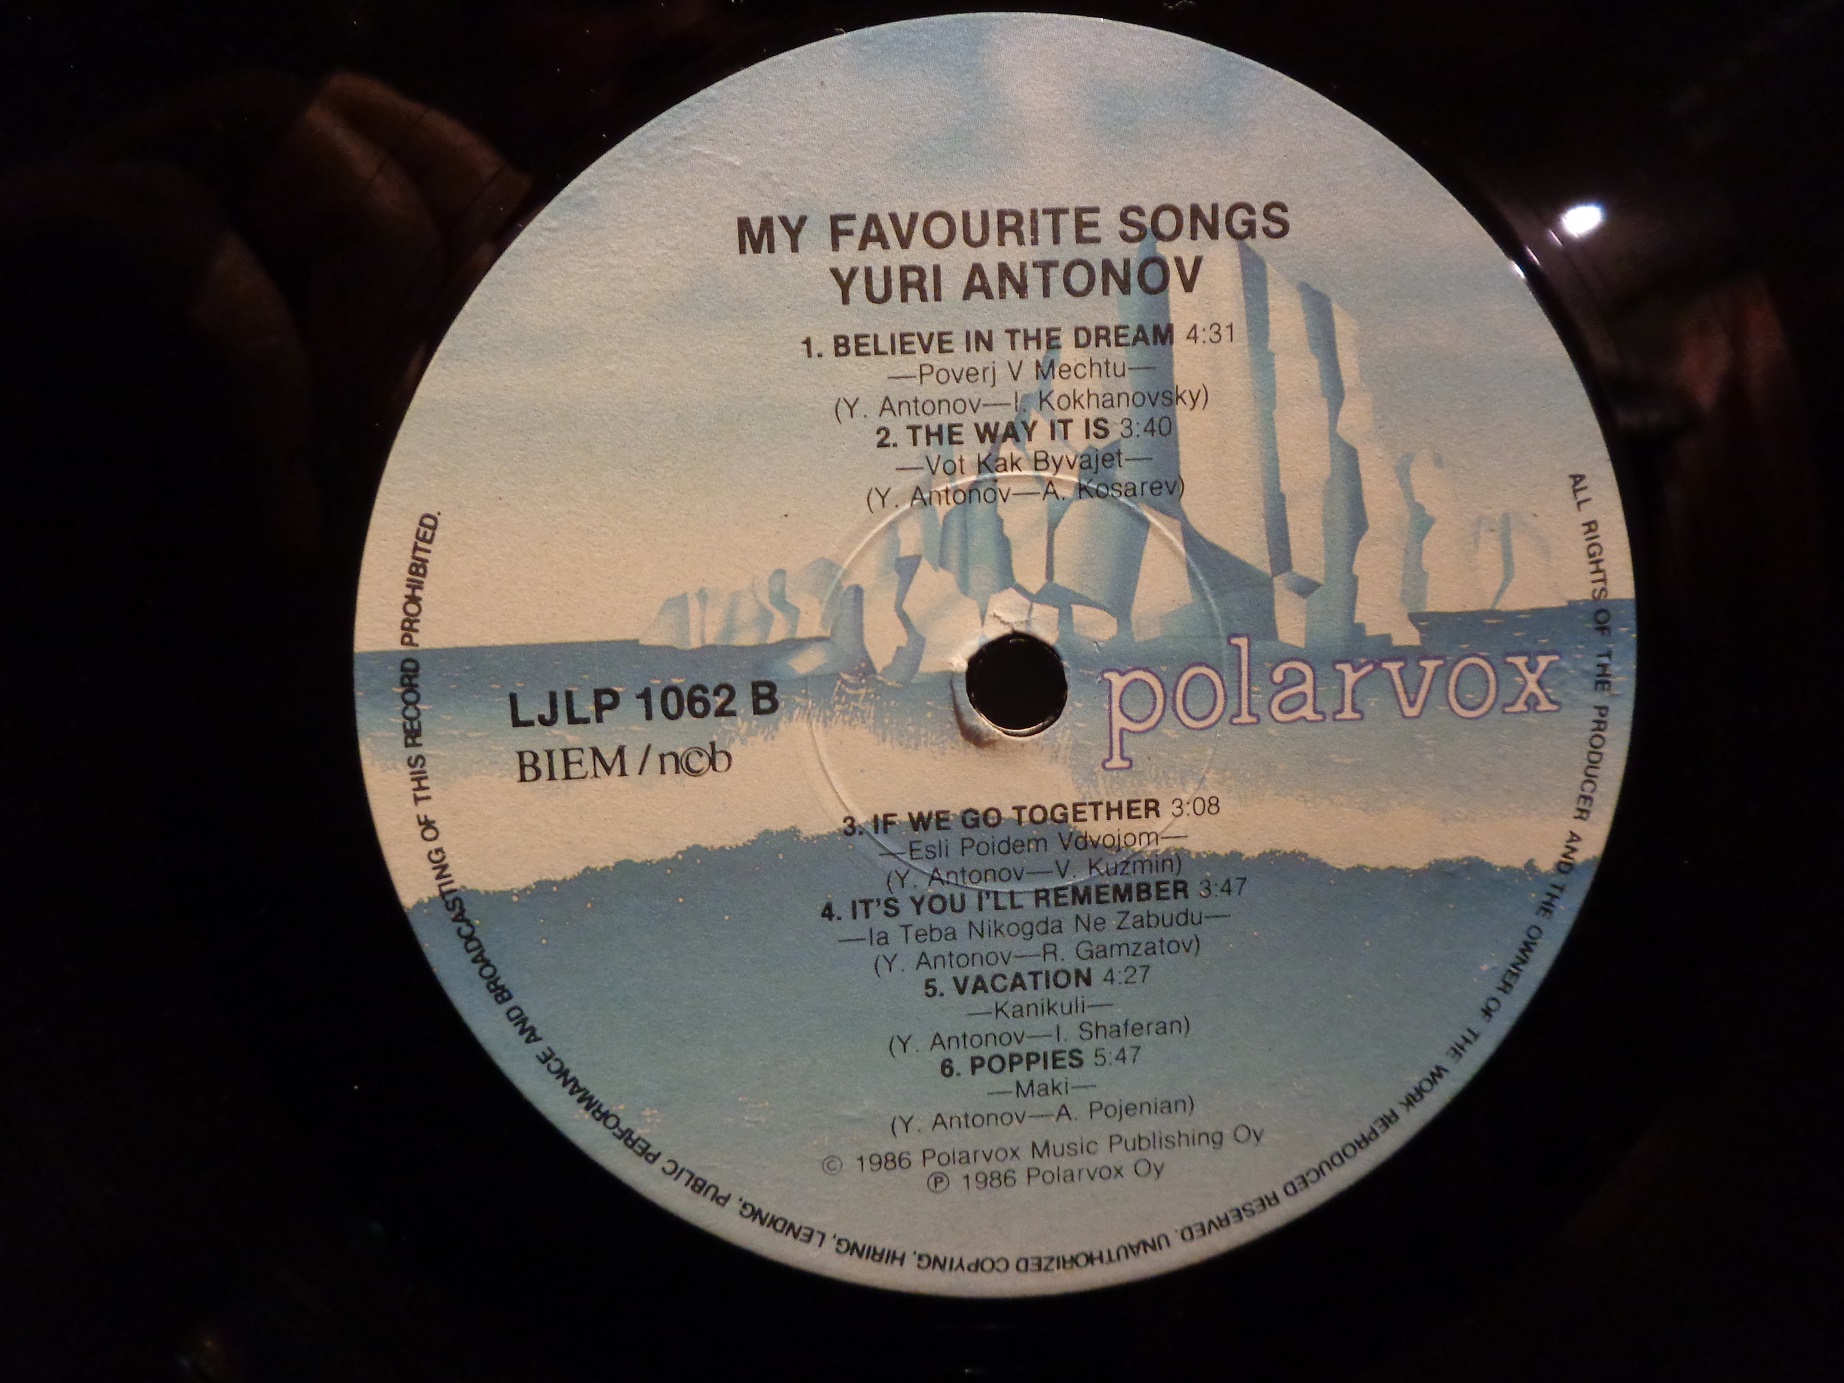 MY FAVOURITE SONGS
YURI ANTONOV
1. BELIEVE IN THE DREAM 4:31
—Poverj V Mechtu—
(Y. Antonov—I. Kokhanovsky)
2. THE WAY IT IS 3:40
—Vot Kak Byvajet—
(Y. Antonov—A. Kosarev)
LJLP 1062 B
BIEM / n©b
polarvox
3. IF WE GO TOGETHER 3:08
—Esli Poidem Vdvojom—
(Y. Antonov—V. Kuzmin)
4. IT'S YOU I'LL REMEMBER 3:47
—Ia Teba Nikogda Ne Zabudu—
(Y. Antonov—R. Gamzatov)
5. VACATION 4:27
—Kanikuli—
(Y. Antonov—I. Shaferan)
6. POPPIES 5:47
—Maki—
(Y. Antonov—A. Pojenian)
© 1986 Polarvox Music Publishing Oy
℗ 1986 Polarvox Oy
ALL RIGHTS OF THE PRODUCER AND THE OWNER OF THE WORK REPRODUCED RESERVED. UNAUTHORIZED COPYING, HIRING, LENDING, PUBLIC PERFORMANCE AND BROADCASTING OF THIS RECORD PROHIBITED.